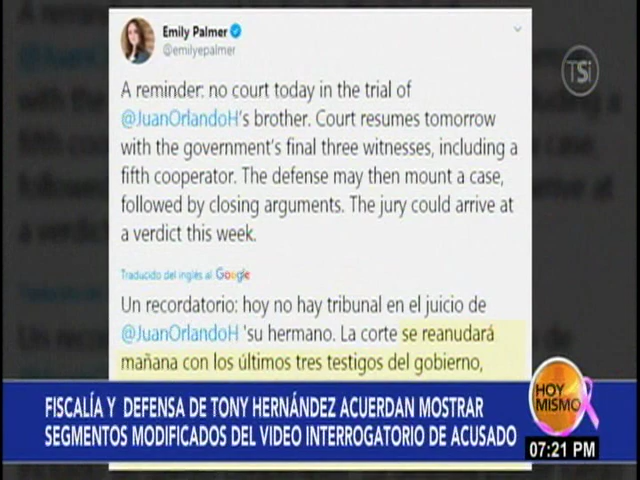 Emily Palmer
@emilyepalmer
TSi
A reminder: no court today in the trial of
@JuanOrlandoH's brother. Court resumes tomorrow
with the government's final three witnesses, including a
fifth cooperator. The defense may then mount a case,
followed by closing arguments. The jury could arrive at
a verdict this week.
Traducido del inglés al Google
Un recordatorio: hoy no hay tribunal en el juicio de
@JuanOrlandoH 'su hermano. La corte se reanudará
mañana con los últimos tres testigos del gobierno,
FISCALÍA Y DEFENSA DE TONY HERNÁNDEZ ACUERDAN MOSTRAR
SEGMENTOS MODIFICADOS DEL VIDEO INTERROGATORIO DE ACUSADO
HOY
MISMO
07:21 PM